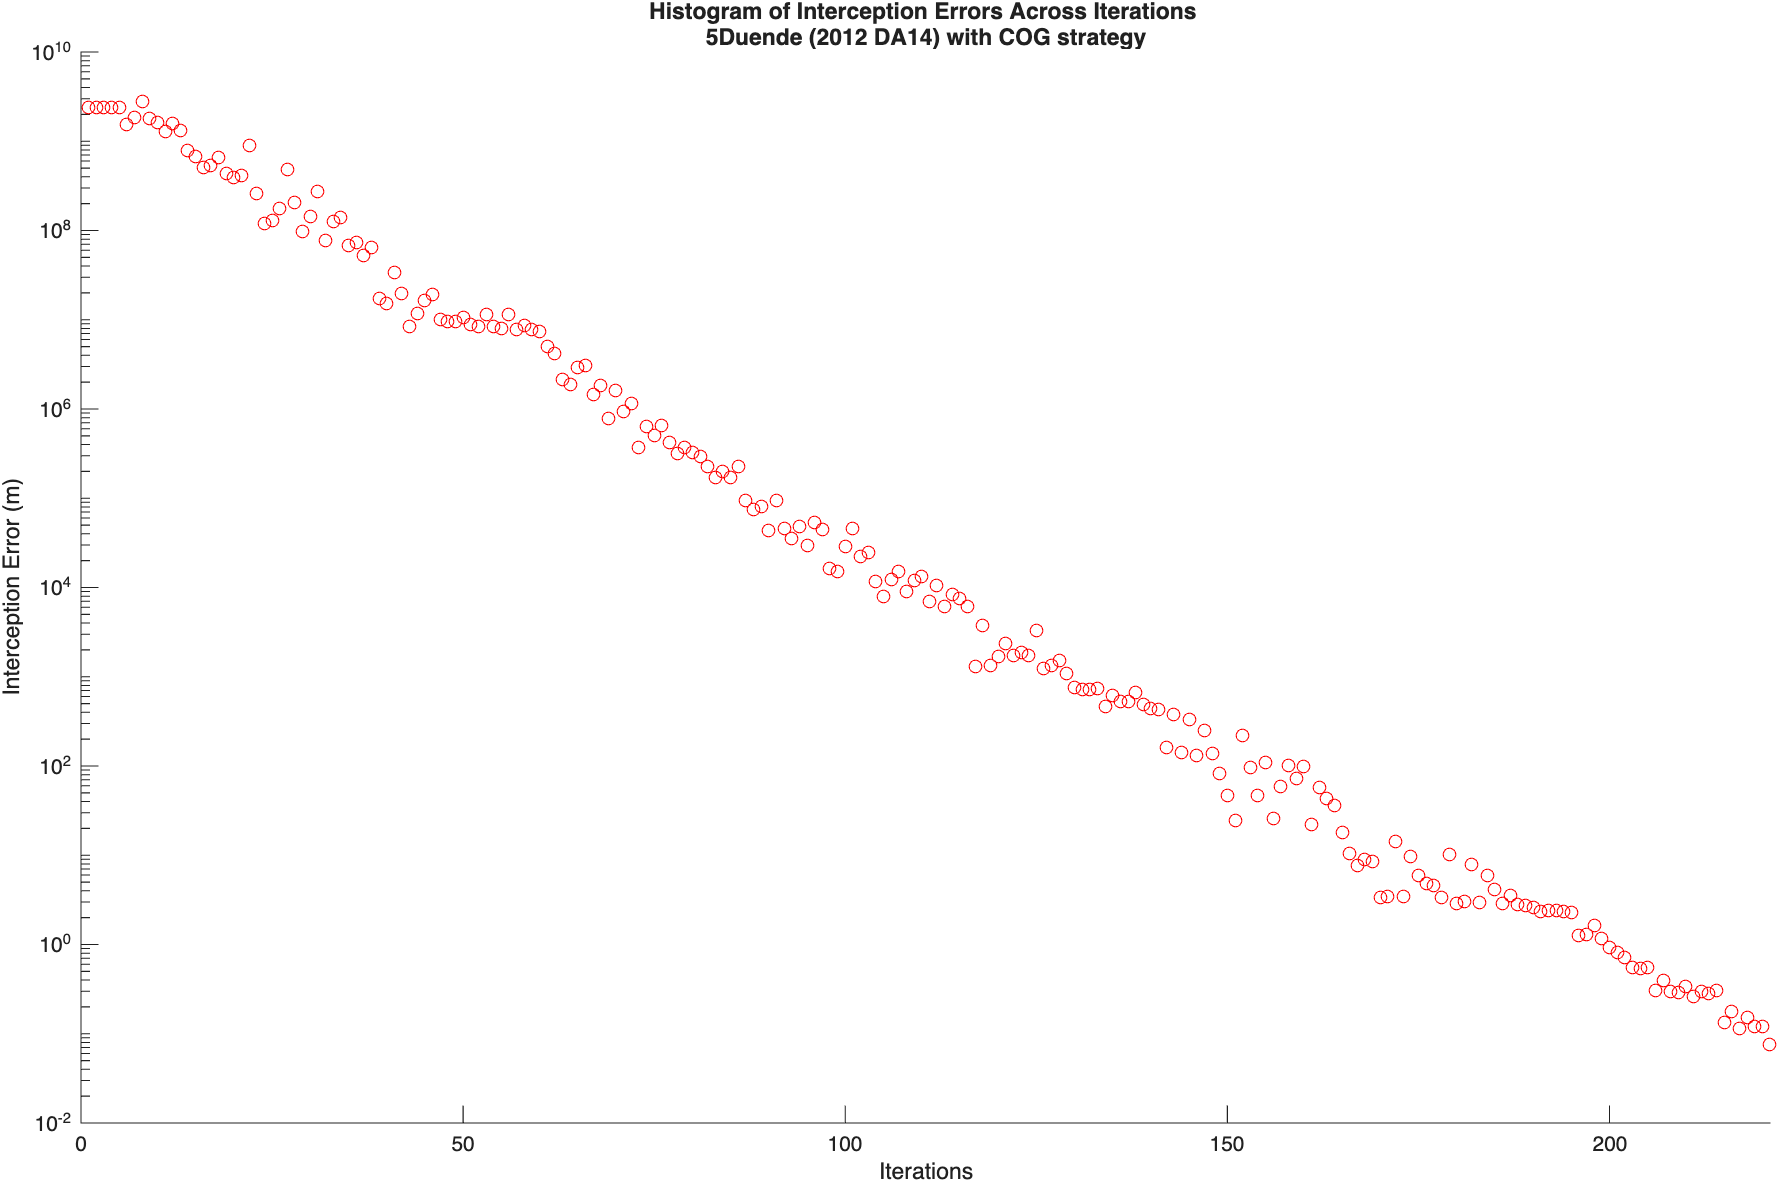 Histogram of Interception Errors Across Iterations
5Duende (2012 DA14) with COG strategy
10^10
10^8
10^6
10^4
10^2
10^0
10^-2
Interception Error (m)
0 50 100 150 200
Iterations